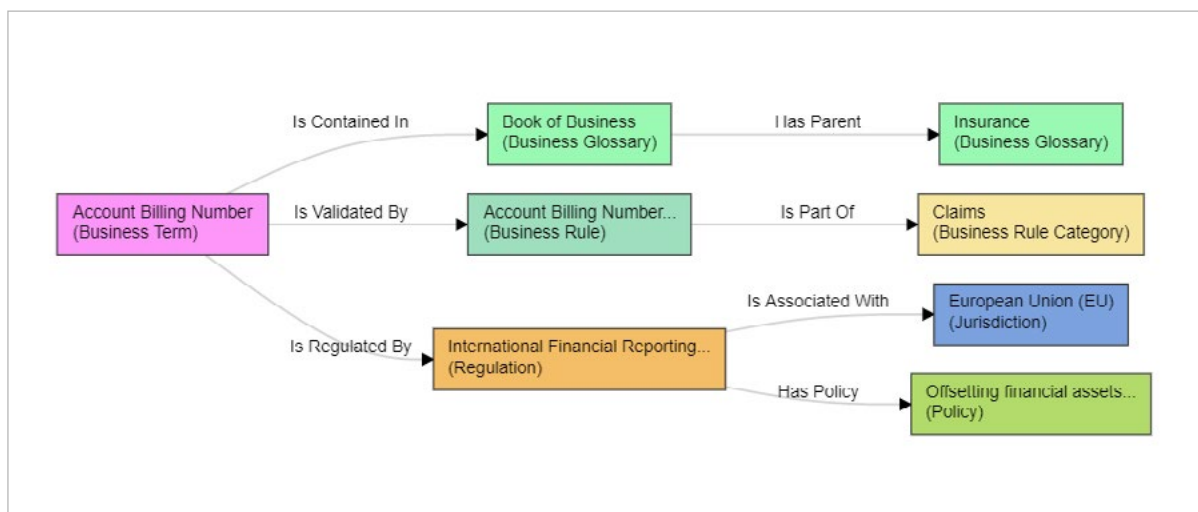 Is Contained In
Book of Business
(Business Glossary)
Has Parent
Insurance
(Business Glossary)
Account Billing Number
(Business Term)
Is Validated By
Account Billing Number...
(Business Rule)
Is Part Of
Claims
(Business Rule Category)
Is Regulated By
International Financial Reporting...
(Regulation)
Is Associated With
European Union (EU)
(Jurisdiction)
Has Policy
Offsetting financial assets...
(Policy)